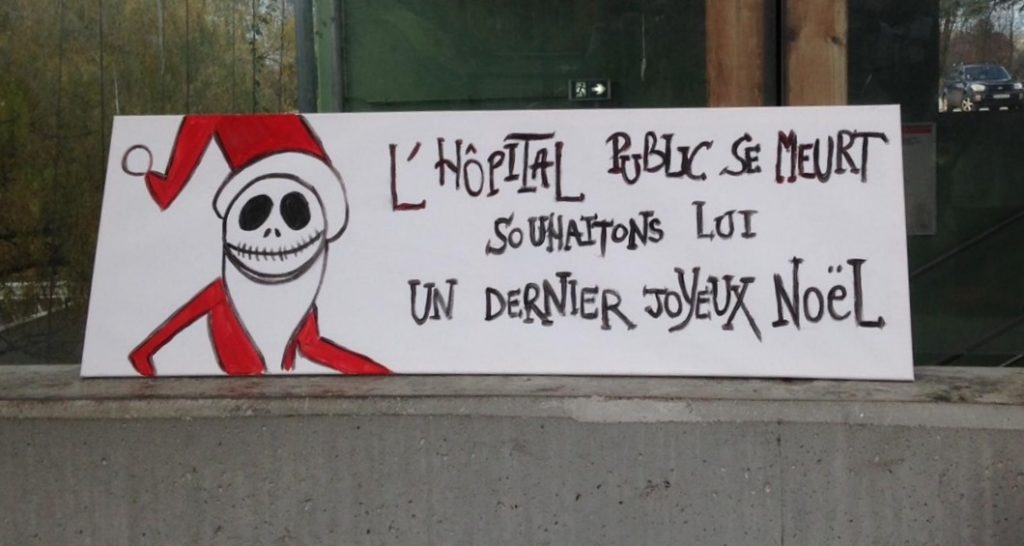 L'HÔPITAL PUBLIC SE MEURT
SOUHAITONS LUI
UN DERNIER JOYEUX NOËL